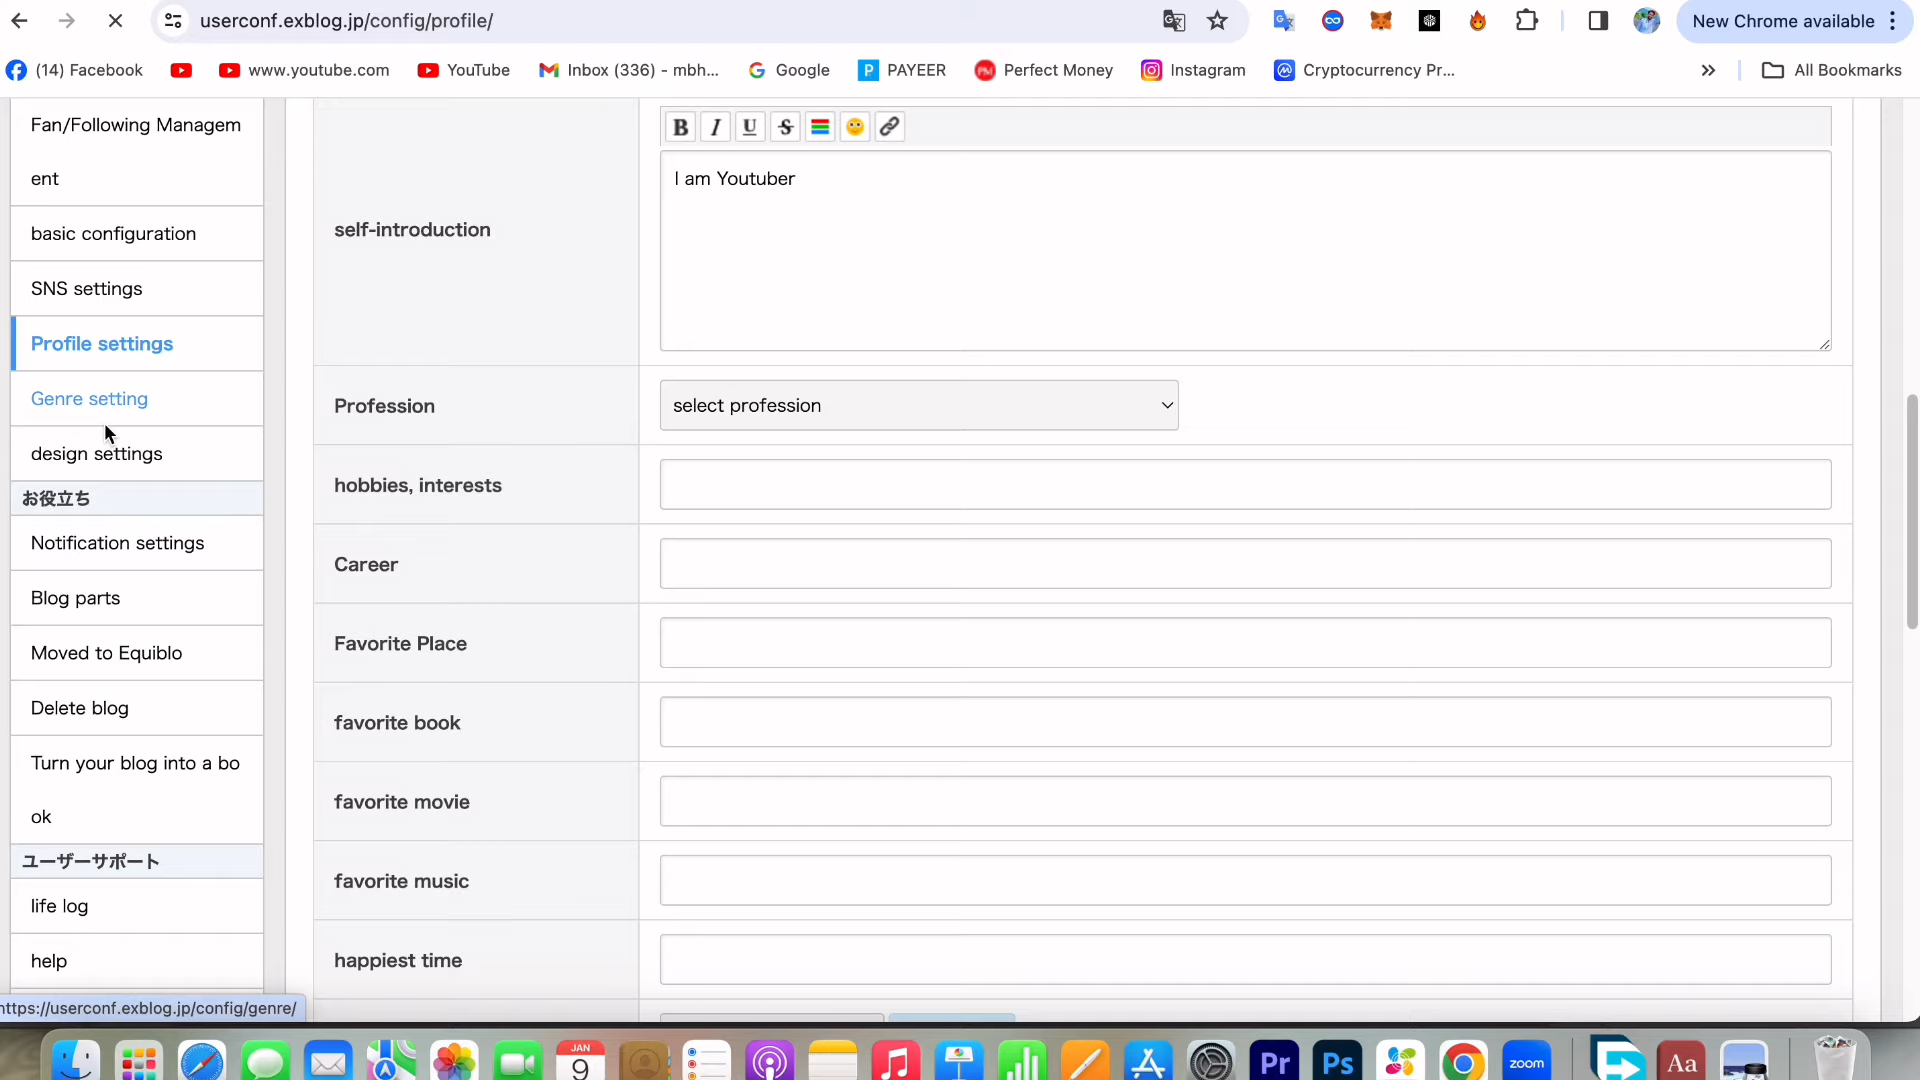 userconf.exblog.jp/config/profile/
New Chrome available
(14) Facebook
www.youtube.com
YouTube
Inbox (336) - mbh...
Google
P PAYEER
PM Perfect Money
Instagram
Cryptocurrency Pr...
»
All Bookmarks
Fan/Following Managem
ent
basic configuration
SNS settings
Profile settings
Genre setting
design settings
お役立ち
Notification settings
Blog parts
Moved to Equiblo
Delete blog
Turn your blog into a bo
ok
ユーザーサポート
life log
help
https://userconf.exblog.jp/config/genre/
B I U S
self-introduction
I am Youtuber
Profession
select profession
hobbies, interests
Career
Favorite Place
favorite book
favorite movie
favorite music
happiest time
JAN
9
Pr
Ps
zoom
Aa